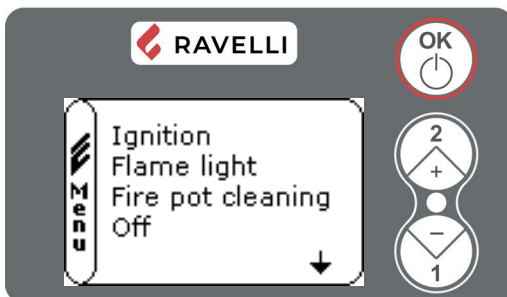 RAVELLI
OK
Menu
Ignition
Flame light
Fire pot cleaning
Off
2
+
−
1